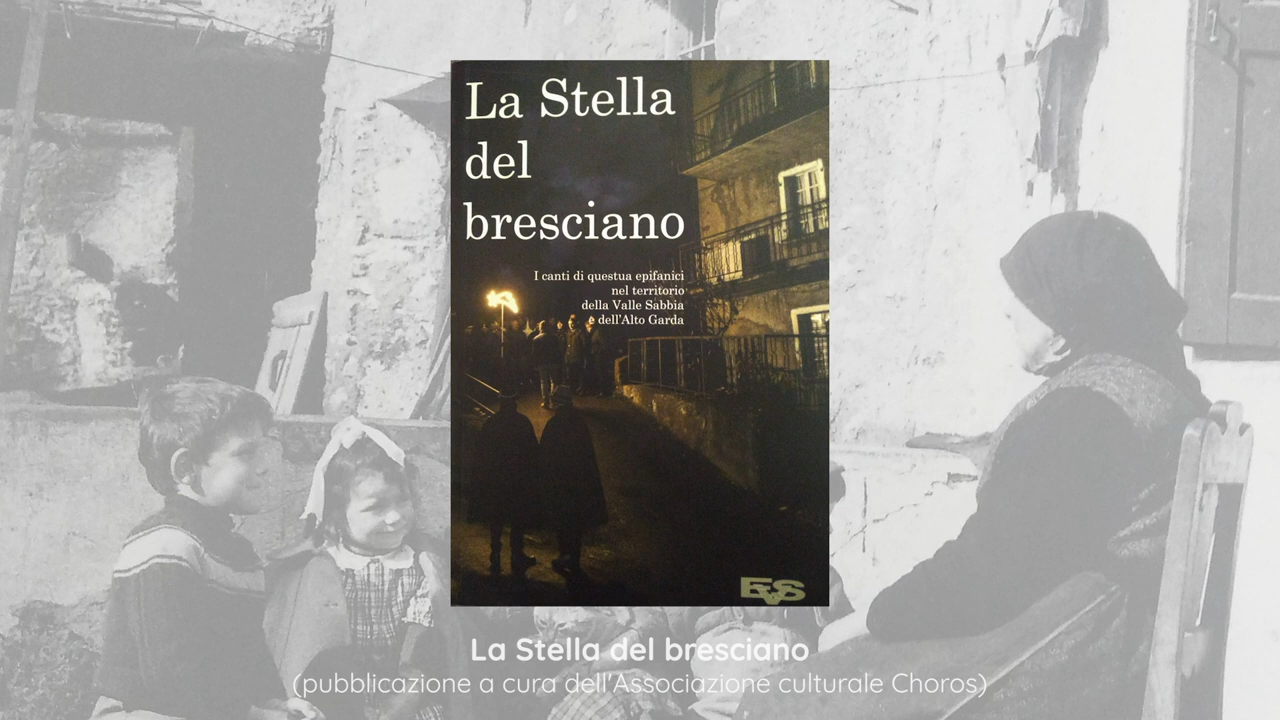 La Stella
del
bresciano
I canti di questua epifanici
nel territorio
della Valle Sabbia
e dell'Alto Garda
EVS
La Stella del bresciano
(pubblicazione a cura dell'Associazione culturale Choros)